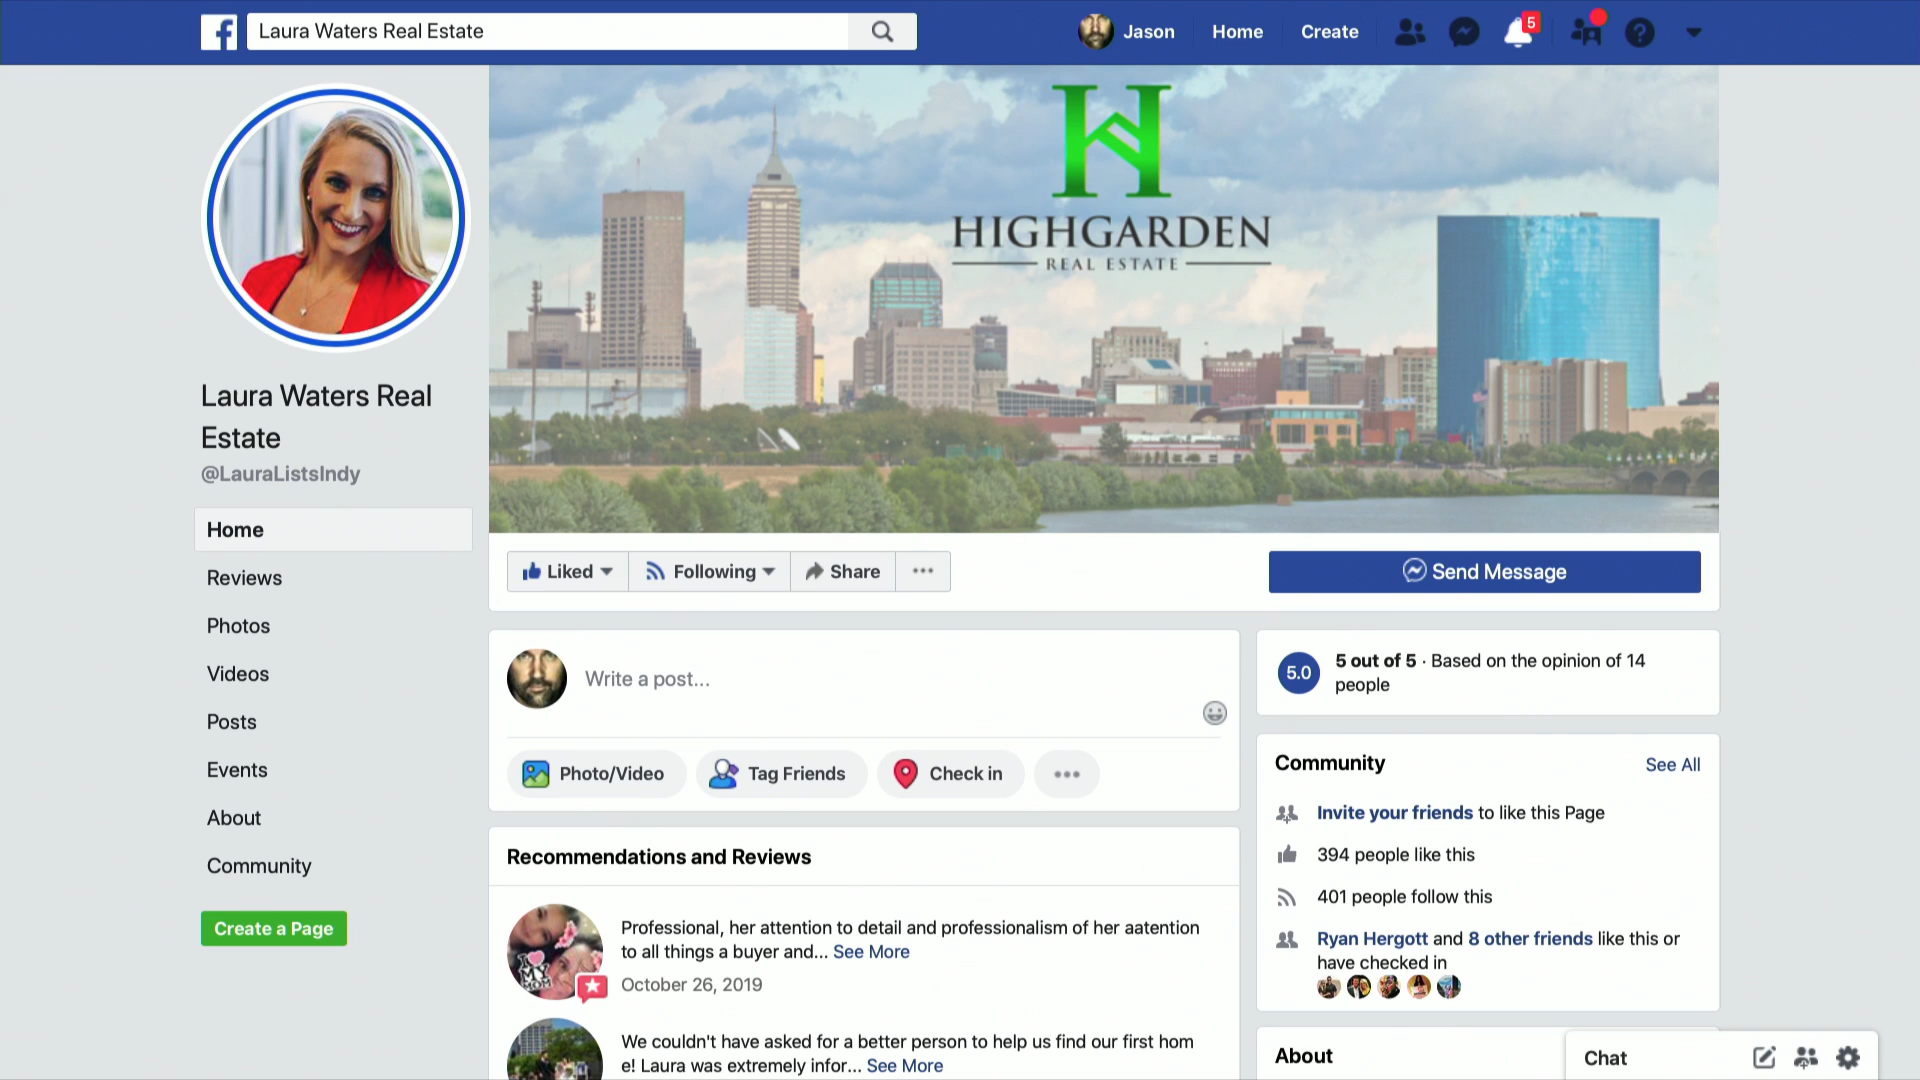 Laura Waters Real Estate
Jason
Home
Create
5
Laura Waters Real
Estate
@LauraListsIndy
Home
Reviews
Photos
Videos
Posts
Events
About
Community
Create a Page
HIGHGARDEN
REAL ESTATE
Liked
Following
Share
Send Message
Write a post...
Photo/Video
Tag Friends
Check in
Recommendations and Reviews
Professional, her attention to detail and professionalism of her aatention
to all things a buyer and... See More
October 26, 2019
I MY
MOM
We couldn't have asked for a better person to help us find our first hom
e! Laura was extremely infor... See More
5.0
5 out of 5 · Based on the opinion of 14
people
Community
See All
Invite your friends to like this Page
394 people like this
401 people follow this
Ryan Hergott and 8 other friends like this or
have checked in
About
Chat